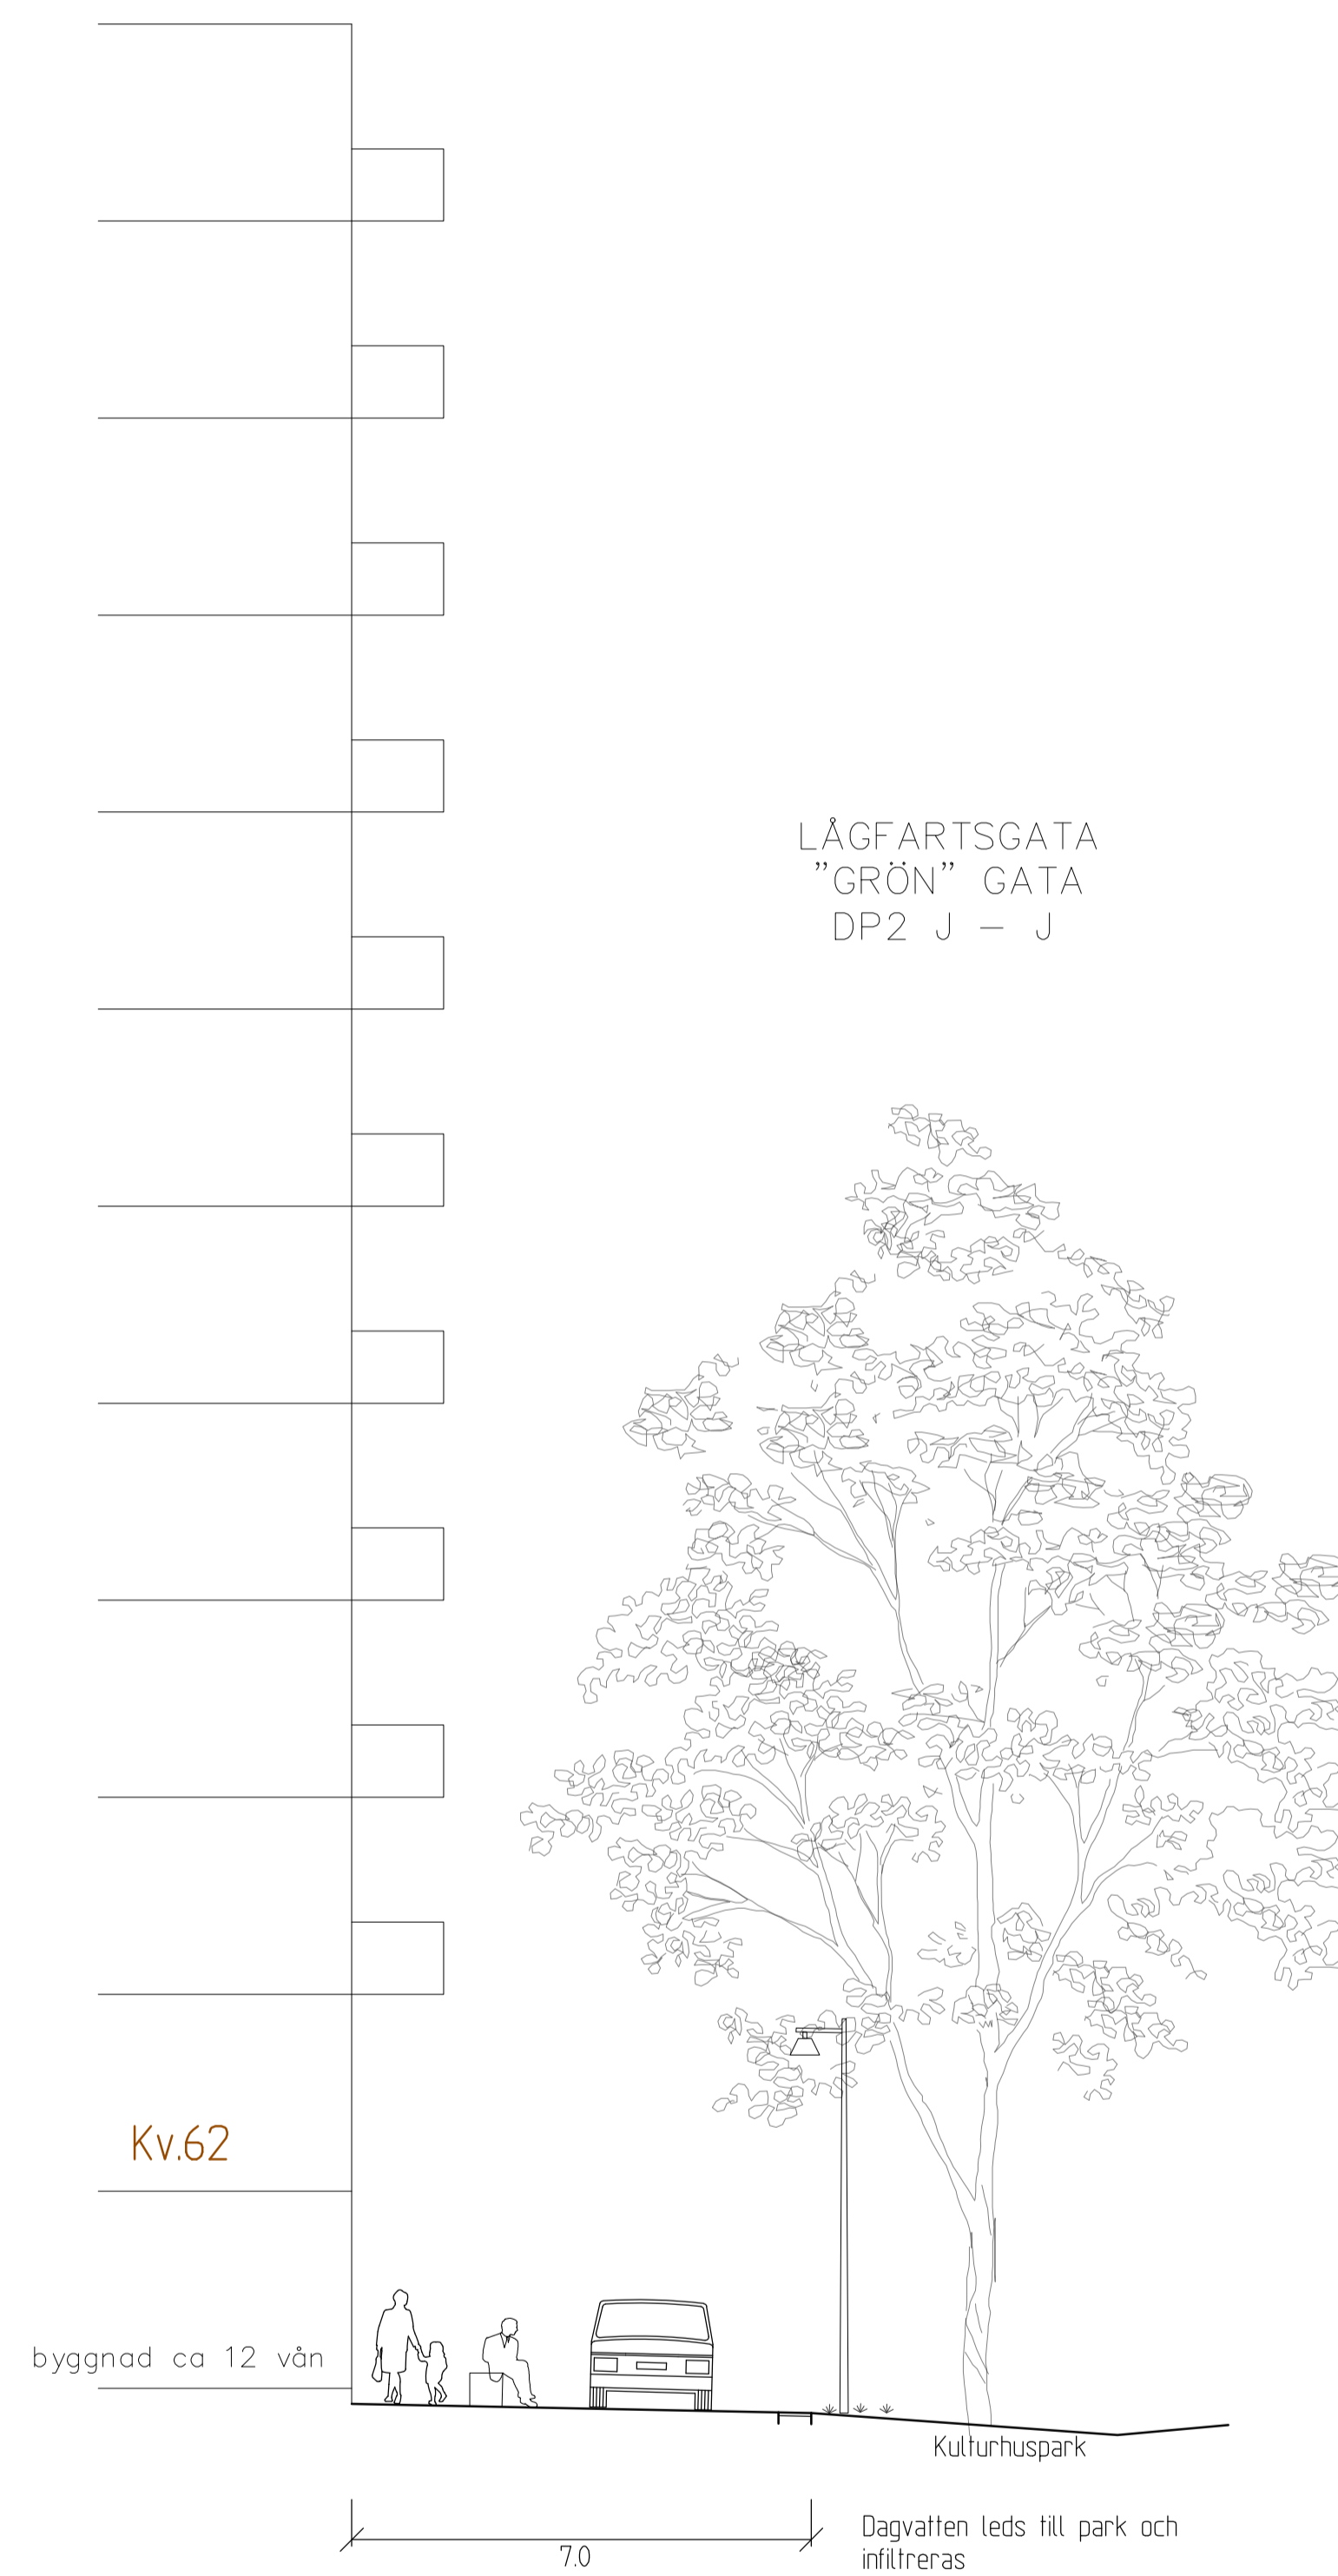 LÅGFARTSGATA
”GRÖN” GATA
DP2 J – J
Kv.62
byggnad ca 12 vån
Kulturhuspark
Dagvatten leds till park och
infiltreras
7.0